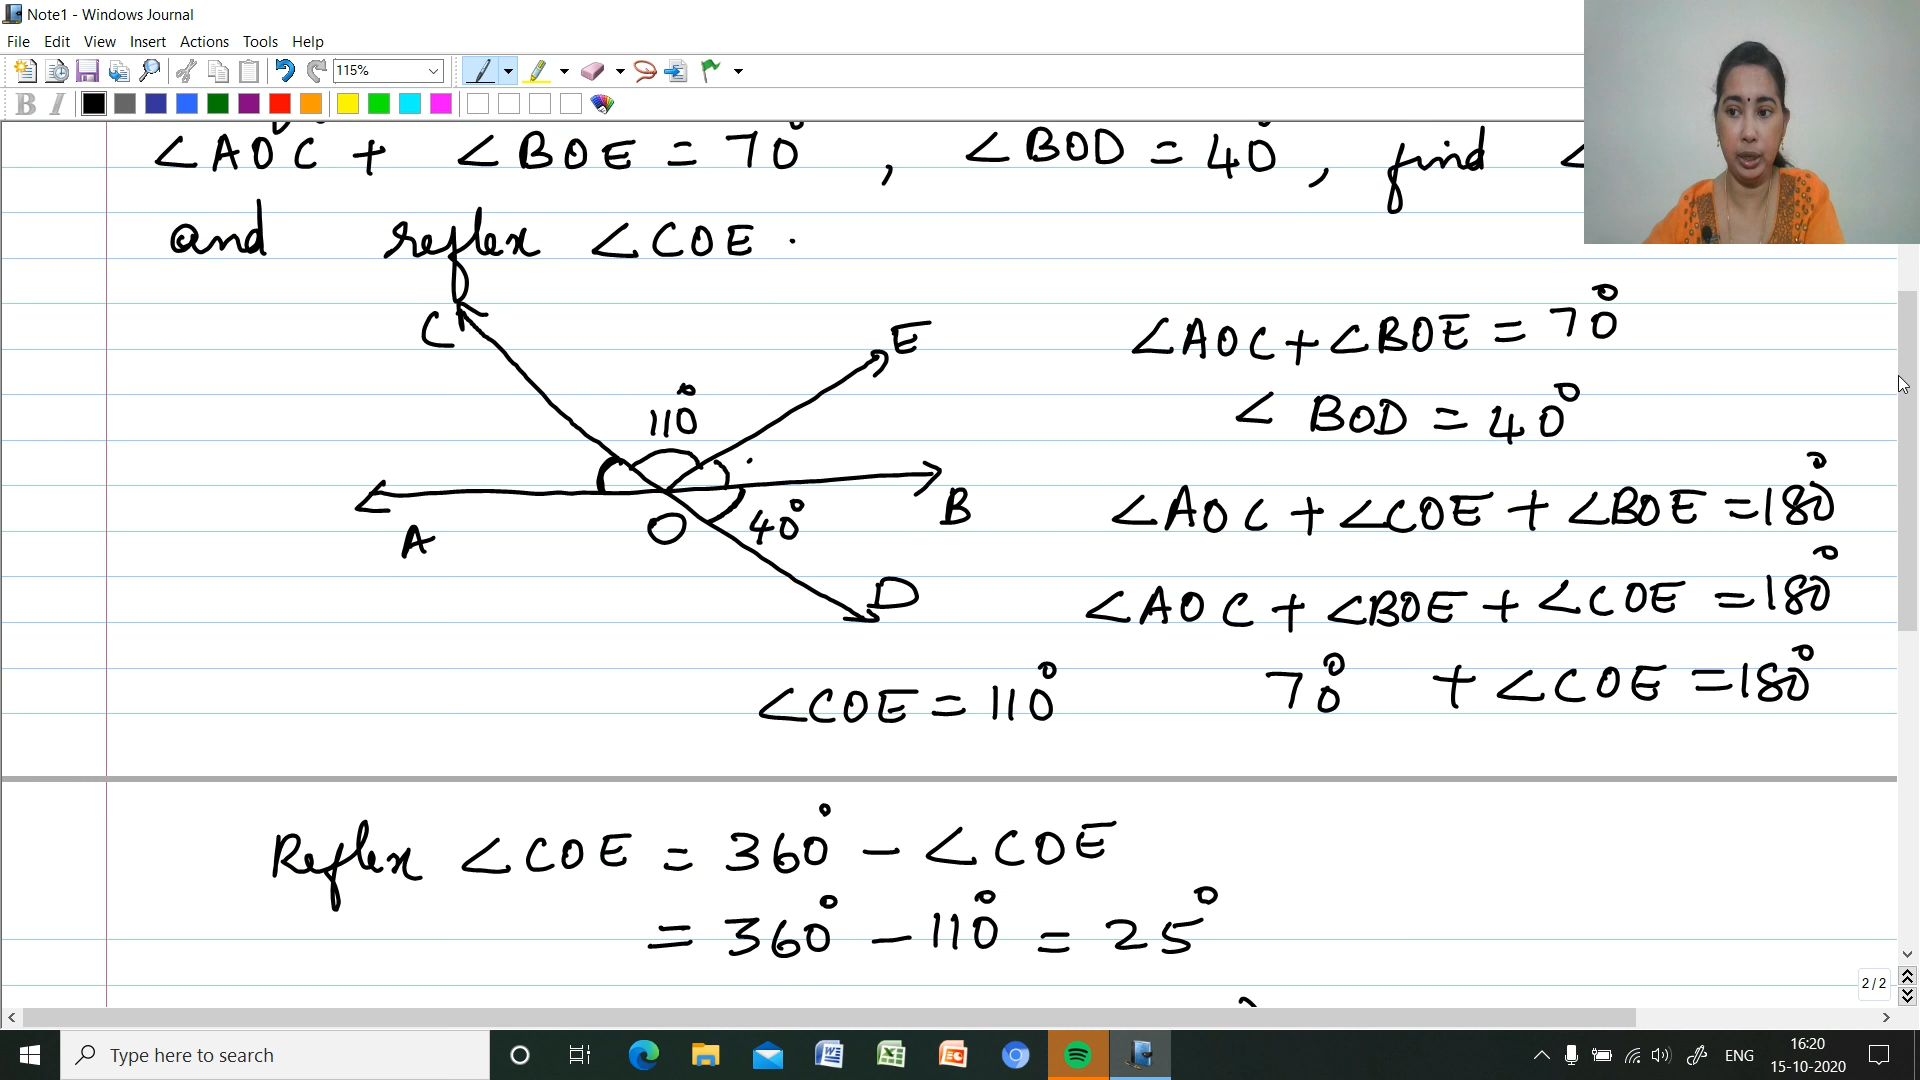 Note1 - Windows Journal
File Edit View Insert Actions Tools Help
115%
B I
∠AOC + ∠BOE = 70°, ∠BOD = 40°, find ∠
and reflex ∠COE.
C
E
110°
A
O
40°
B
D
∠AOC + ∠BOE = 70°
∠BOD = 40°
∠AOC + ∠COE + ∠BOE = 180°
∠AOC + ∠BOE + ∠COE = 180°
70° + ∠COE = 180°
∠COE = 110°
Reflex ∠COE = 360° - ∠COE
= 360° - 110° = 25°
2 / 2
Type here to search
ENG
16:20
15-10-2020